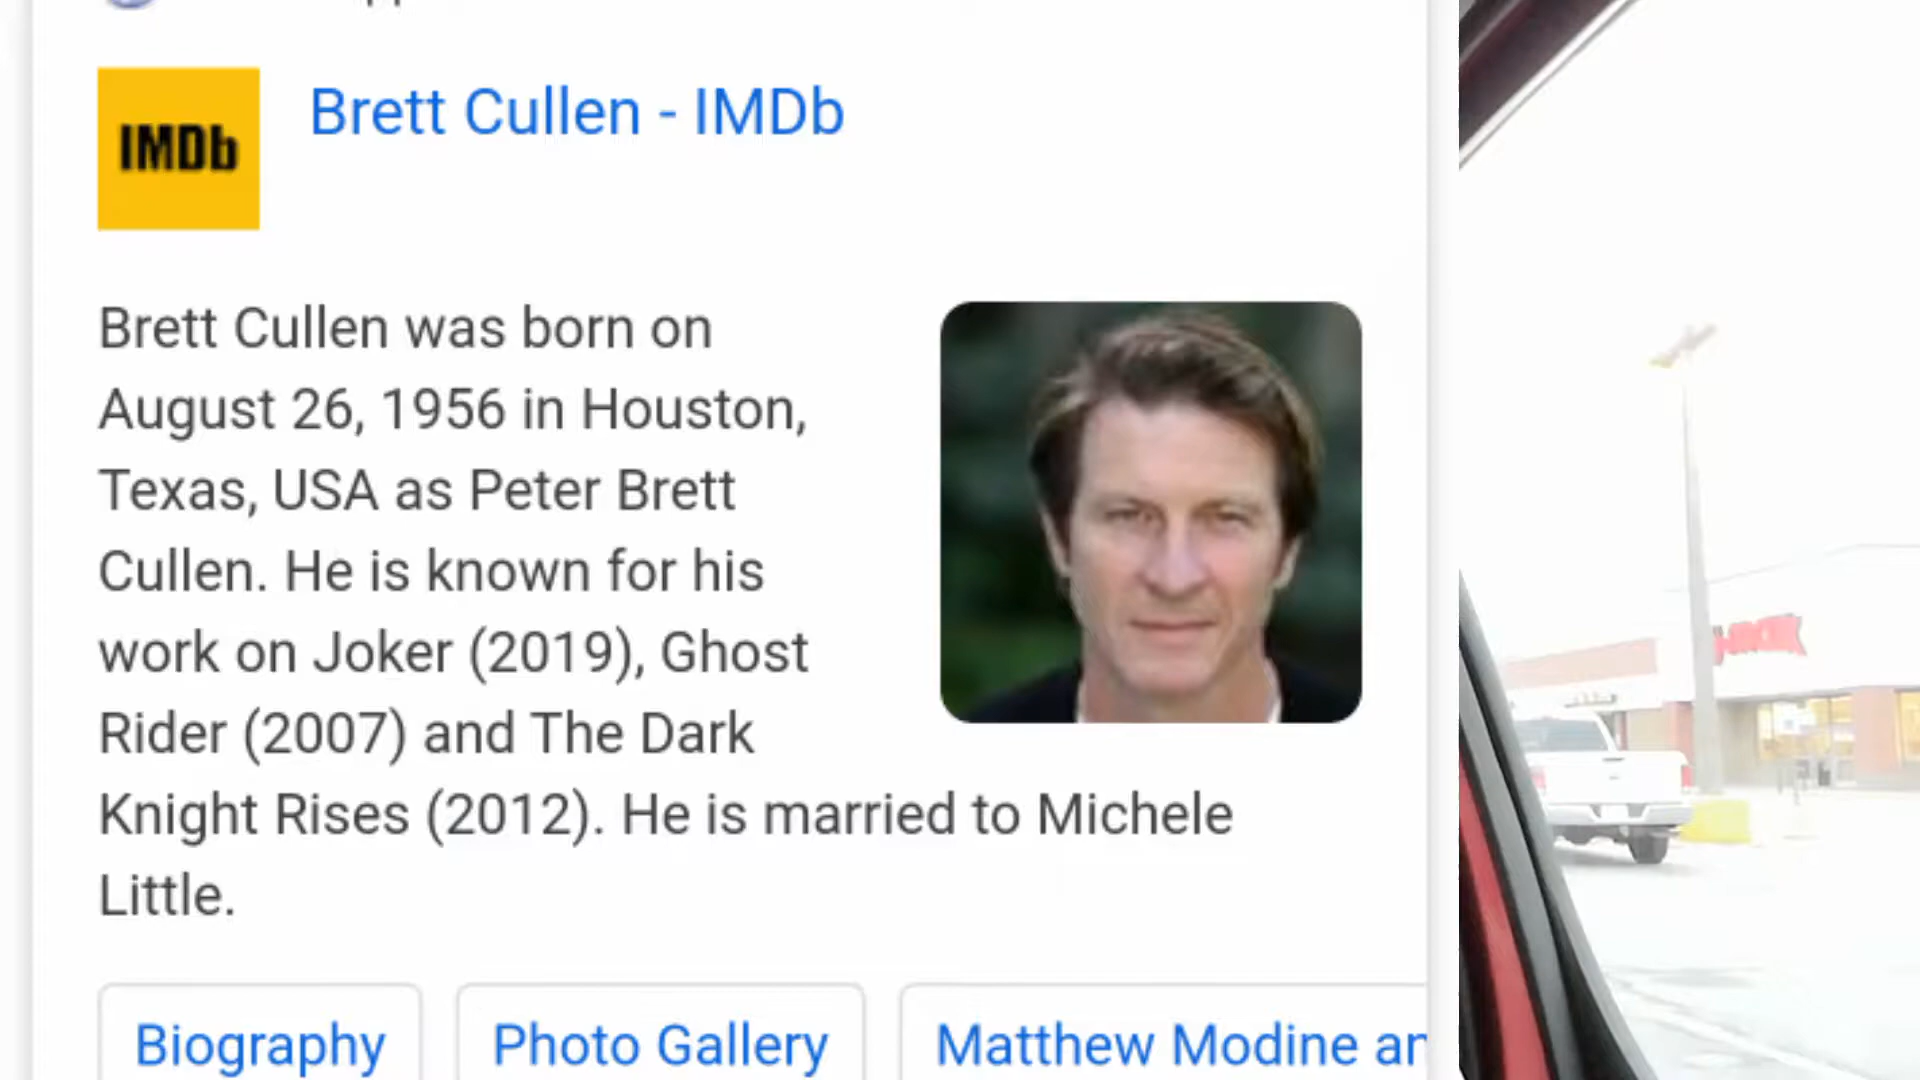 IMDb
Brett Cullen - IMDb
Brett Cullen was born on
August 26, 1956 in Houston,
Texas, USA as Peter Brett
Cullen. He is known for his
work on Joker (2019), Ghost
Rider (2007) and The Dark
Knight Rises (2012). He is married to Michele
Little.
Biography
Photo Gallery
Matthew Modine an